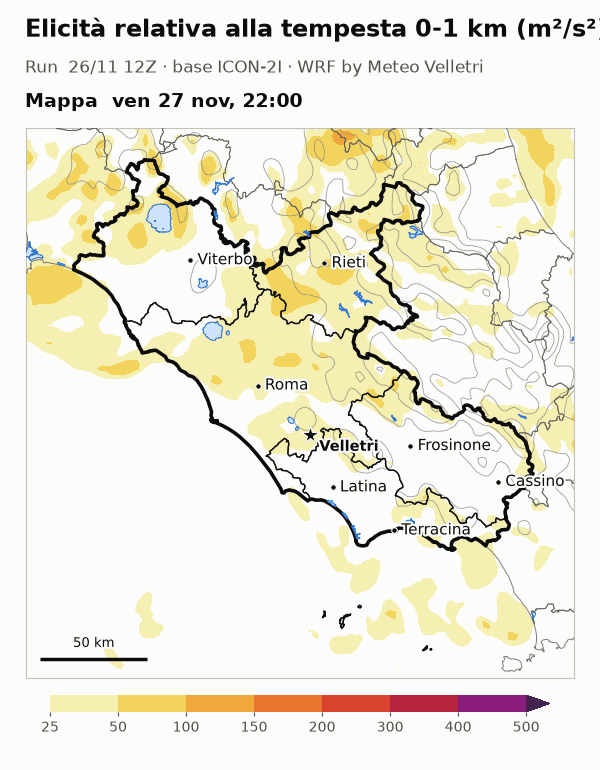 Elicità relativa alla tempesta 0-1 km (m²/s²)
Run 26/11 12Z · base ICON-2I · WRF by Meteo Velletri
Mappa ven 27 nov, 22:00
Viterbo
Rieti
Roma
Velletri
Frosinone
Cassino
Latina
Terracina
50 km
25 50 100 150 200 300 400 500